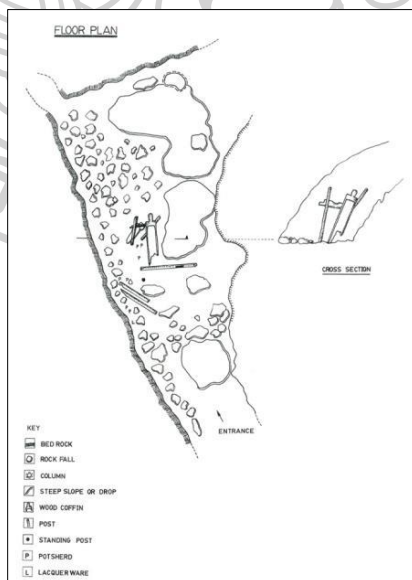 FLOOR PLAN
CROSS SECTION
ENTRANCE
KEY
BED ROCK
ROCK FALL
COLUMN
STEEP SLOPE OR DROP
WOOD COFFIN
POST
STANDING POST
P POTSHERD
L LACQUER WARE